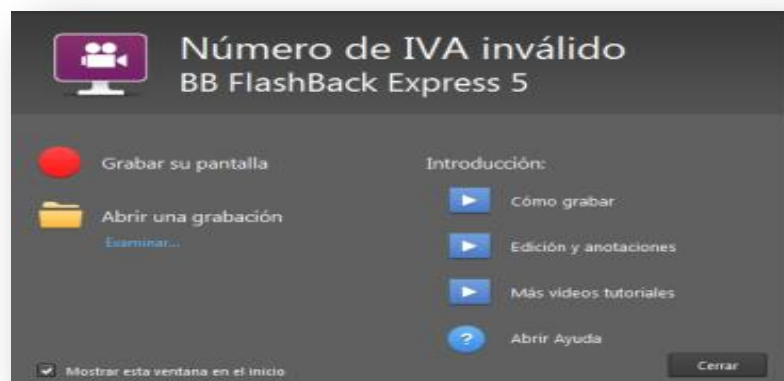 Número de IVA inválido
BB FlashBack Express 5
Grabar su pantalla
Abrir una grabación
Examinar...
Introducción:
Cómo grabar
Edición y anotaciones
Más vídeos tutoriales
Abrir Ayuda
Mostrar esta ventana en el inicio
Cerrar